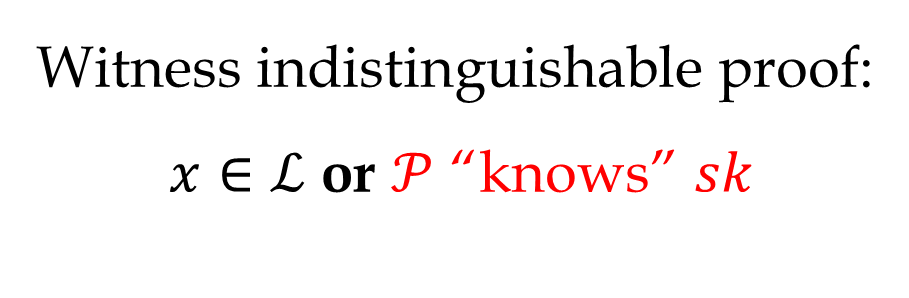 Witness indistinguishable proof:
𝑥 ∈ ℒ or 𝒫 “knows” 𝑠𝑘